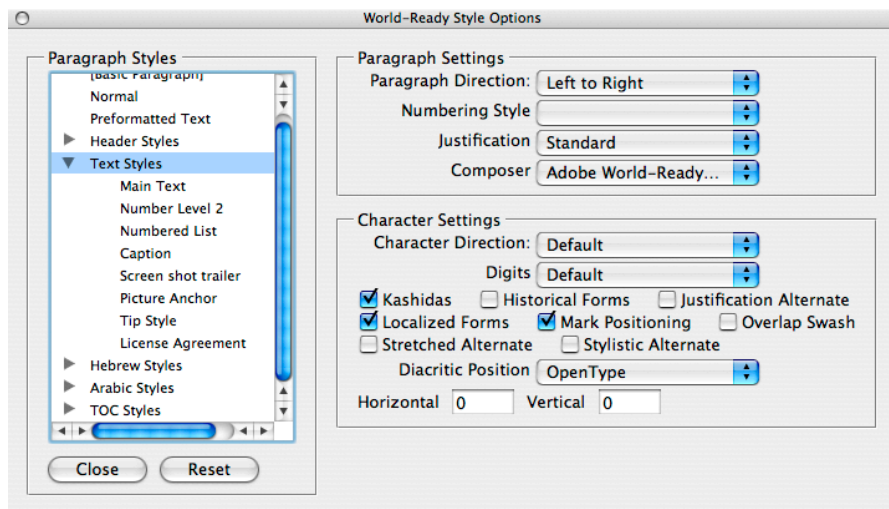 World-Ready Style Options
Paragraph Styles
[Basic Paragraph]
Normal
Preformatted Text
Header Styles
Text Styles
Main Text
Number Level 2
Numbered List
Caption
Screen shot trailer
Picture Anchor
Tip Style
License Agreement
Hebrew Styles
Arabic Styles
TOC Styles
Close Reset
Paragraph Settings
Paragraph Direction: Left to Right
Numbering Style
Justification Standard
Composer Adobe World-Ready...
Character Settings
Character Direction: Default
Digits Default
Kashidas Historical Forms Justification Alternate
Localized Forms Mark Positioning Overlap Swash
Stretched Alternate Stylistic Alternate
Diacritic Position OpenType
Horizontal 0 Vertical 0